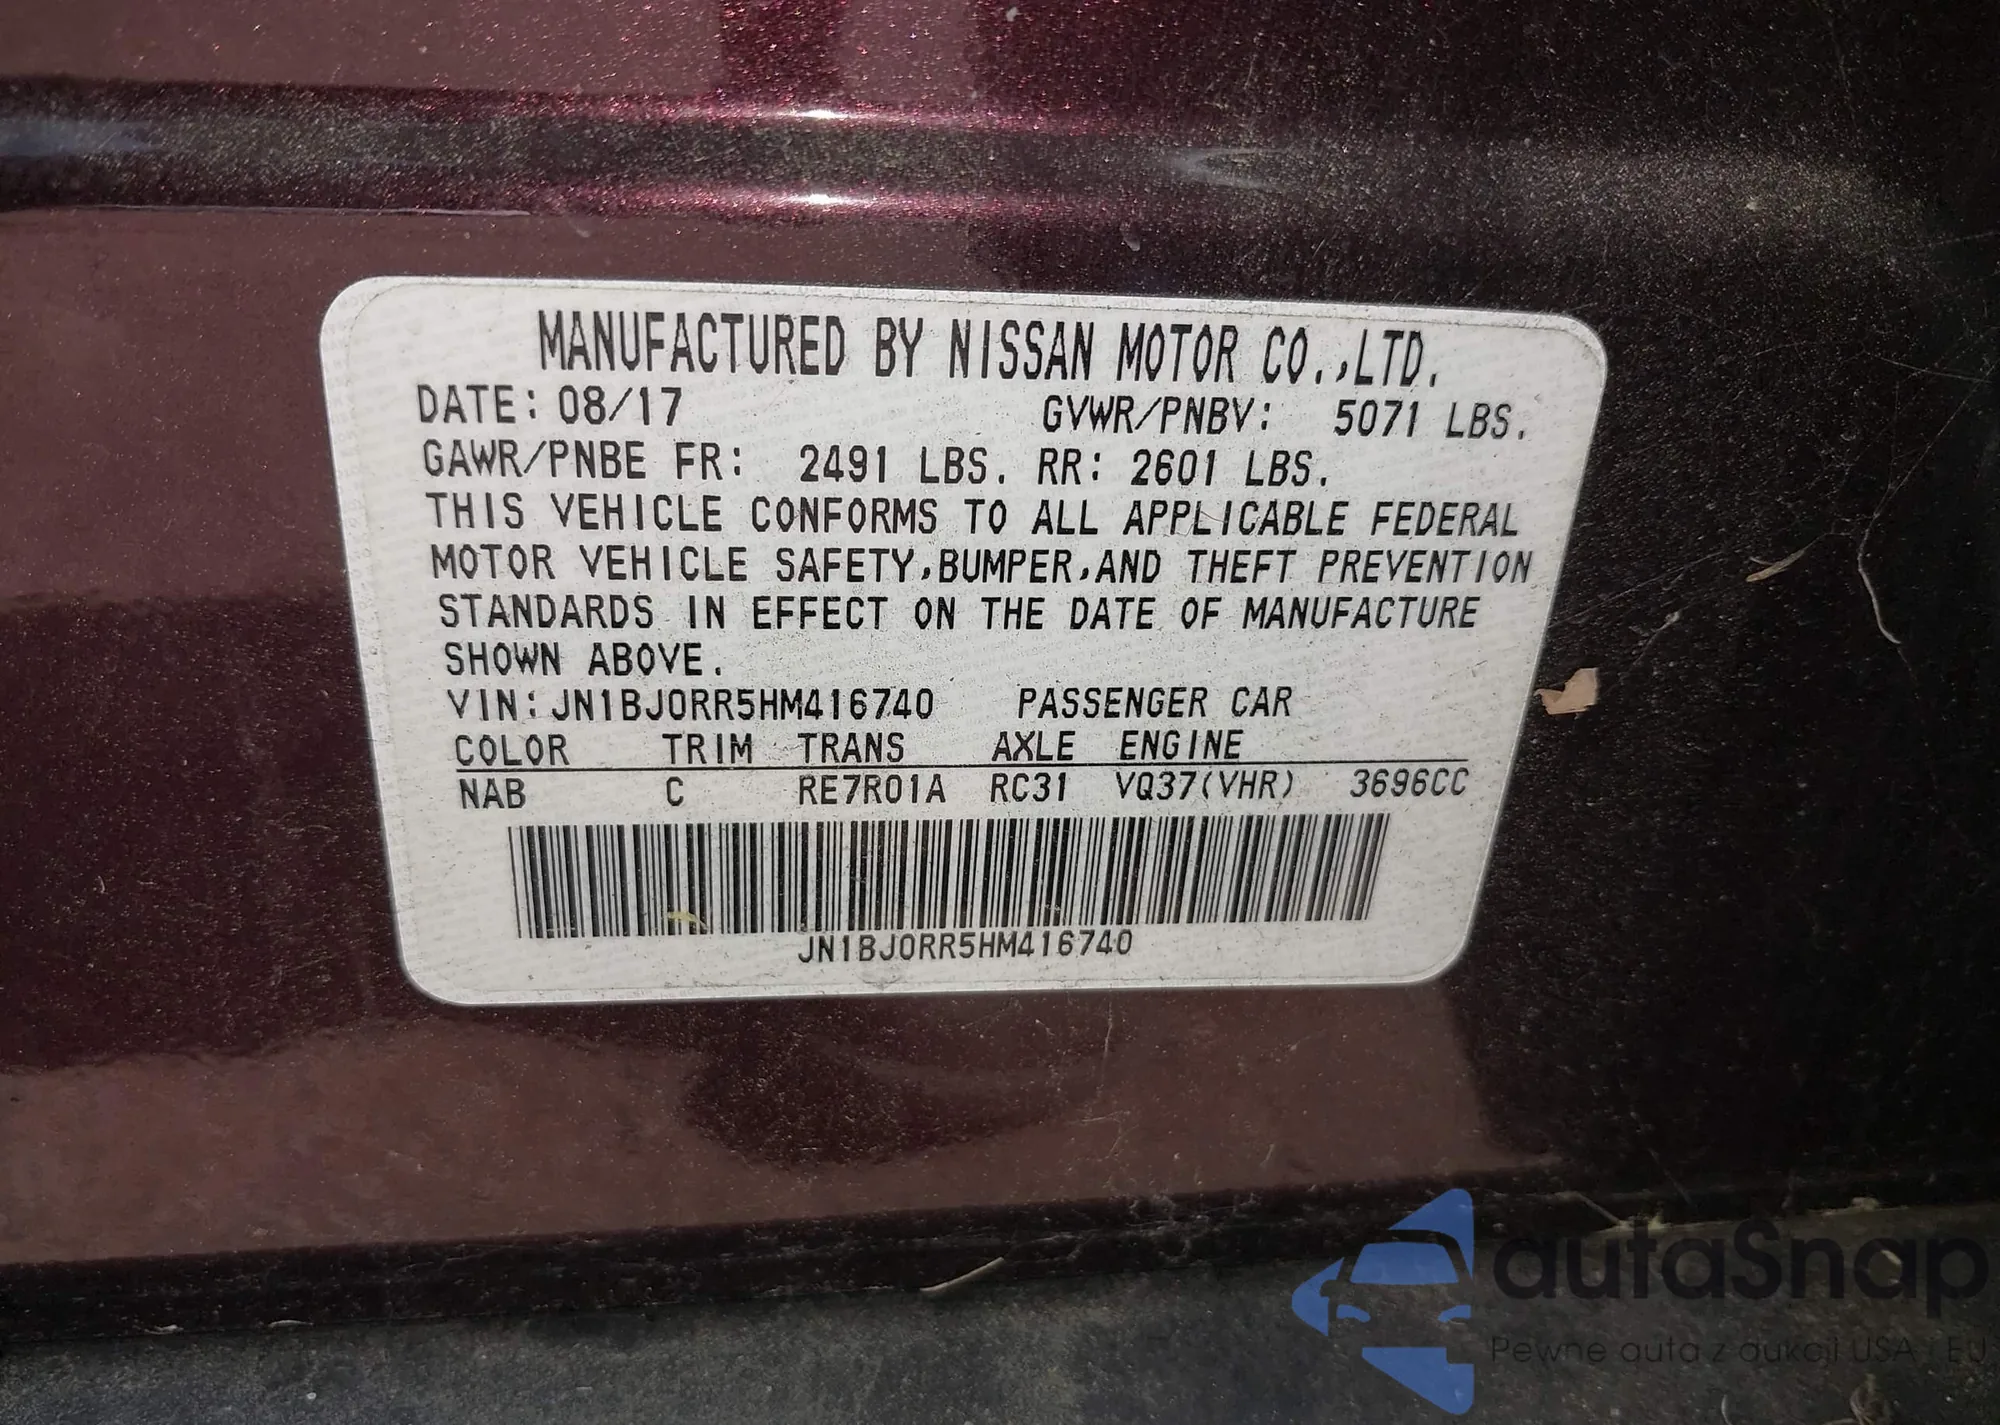 MANUFACTURED BY NISSAN MOTOR CO.,LTD.
DATE: 08/17 GVWR/PNBV: 5071 LBS.
GAWR/PNBE FR: 2491 LBS. RR: 2601 LBS.
THIS VEHICLE CONFORMS TO ALL APPLICABLE FEDERAL
MOTOR VEHICLE SAFETY,BUMPER,AND THEFT PREVENTION
STANDARDS IN EFFECT ON THE DATE OF MANUFACTURE
SHOWN ABOVE.
VIN:JN1BJ0RR5HM416740 PASSENGER CAR
COLOR TRIM TRANS AXLE ENGINE
NAB C RE7R01A RC31 VQ37(VHR) 3696CC
JN1BJ0RR5HM416740
autaSnap
Pewne auta z aukcji USA i EU